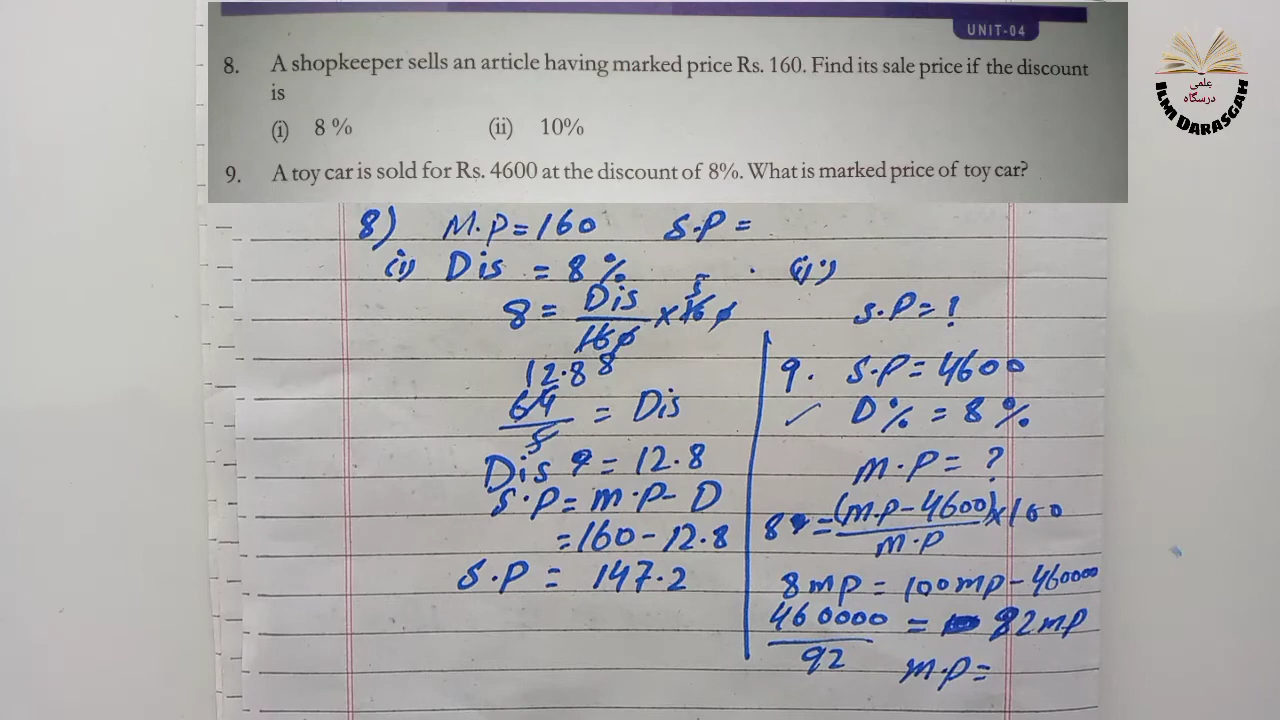 UNIT-04
8. A shopkeeper sells an article having marked price Rs. 160. Find its sale price if the discount
is
(i) 8 % (ii) 10%
9. A toy car is sold for Rs. 4600 at the discount of 8%. What is marked price of toy car?
علمی
درسگاہ
ILMI DARASGAH
8) M.P=160 S.P=
(i) Dis = 8%
8 = Dis/160 × 100
12.8
64/5 = Dis
Dis = 12.8
S.P = M.P - D
=160-12.8
S.P = 147.2
(ii)
S.P = !
9. S.P = 4600
✓ D% = 8%
M.P = ?
8 = (M.P-4600)/M.P × 100
8MP = 100MP-460000
460000/92 = 92MP
M.P =